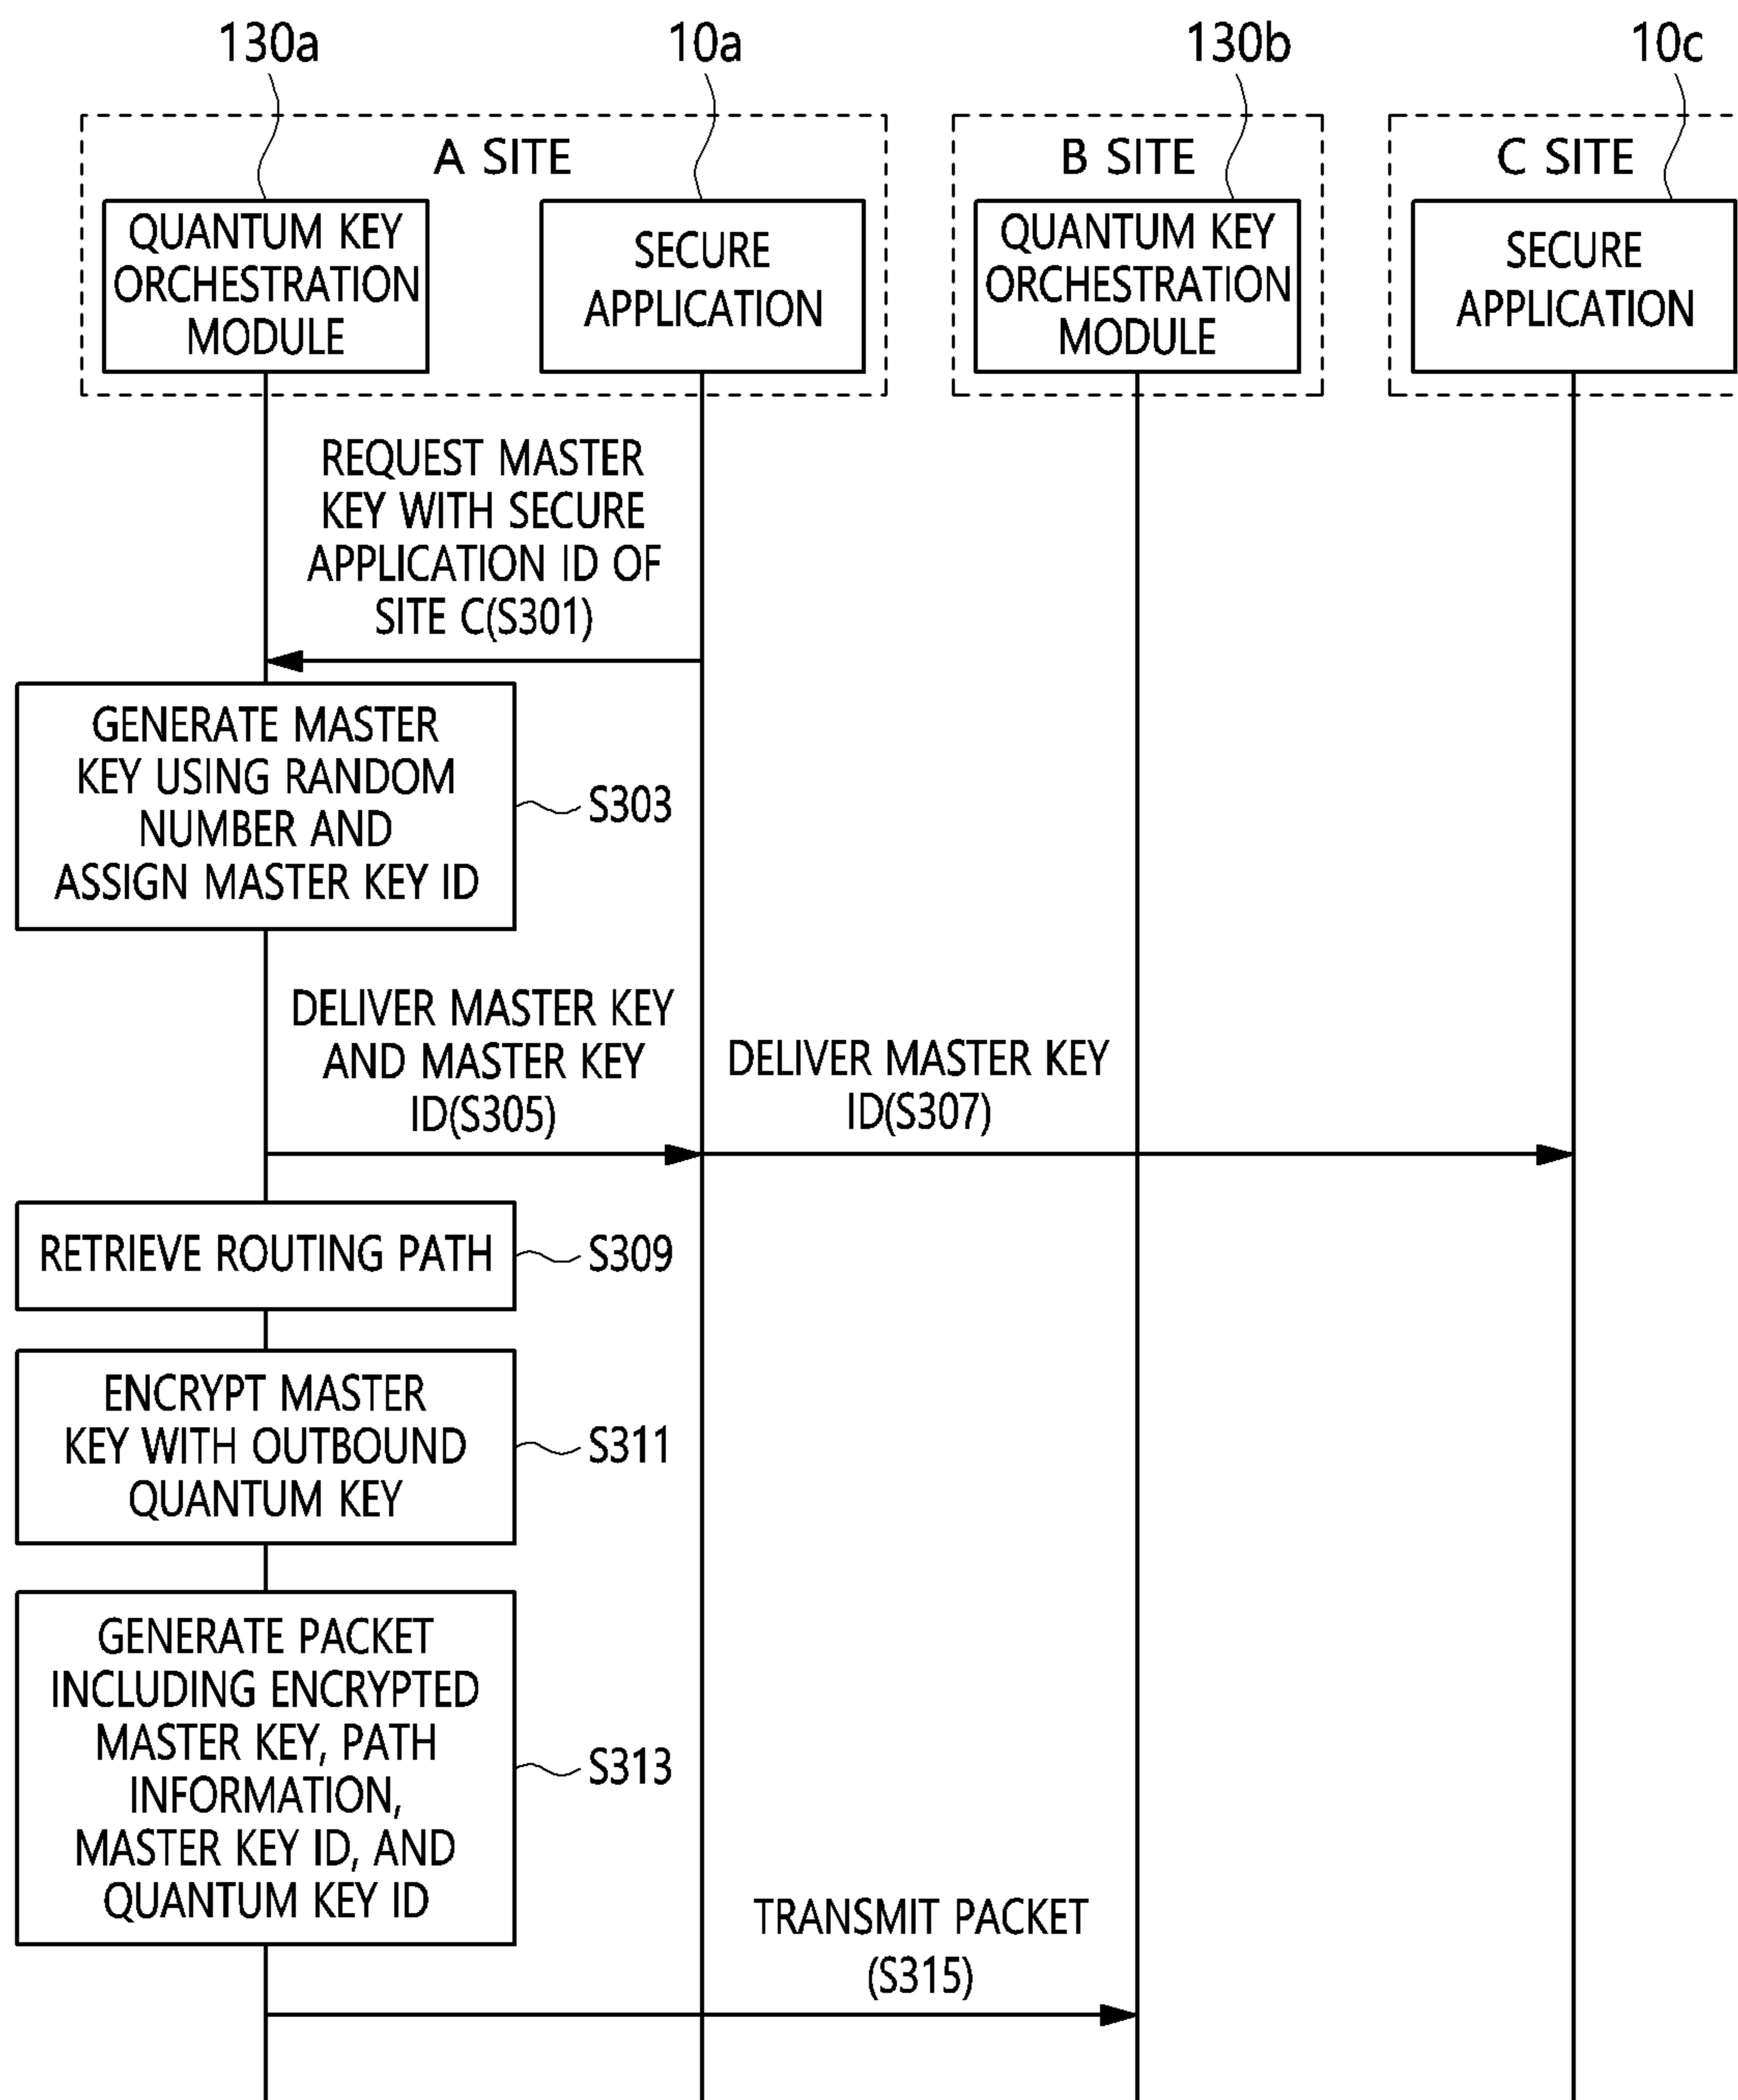 130a
10a
130b
10c
A SITE
B SITE
C SITE
QUANTUM KEY
ORCHESTRATION
MODULE
SECURE
APPLICATION
QUANTUM KEY
ORCHESTRATION
MODULE
SECURE
APPLICATION
REQUEST MASTER
KEY WITH SECURE
APPLICATION ID OF
SITE C(S301)
GENERATE MASTER
KEY USING RANDOM
NUMBER AND
ASSIGN MASTER KEY ID
S303
DELIVER MASTER KEY
AND MASTER KEY
ID(S305)
DELIVER MASTER KEY
ID(S307)
RETRIEVE ROUTING PATH
S309
ENCRYPT MASTER
KEY WITH OUTBOUND
QUANTUM KEY
S311
GENERATE PACKET
INCLUDING ENCRYPTED
MASTER KEY, PATH
INFORMATION,
MASTER KEY ID, AND
QUANTUM KEY ID
S313
TRANSMIT PACKET
(S315)